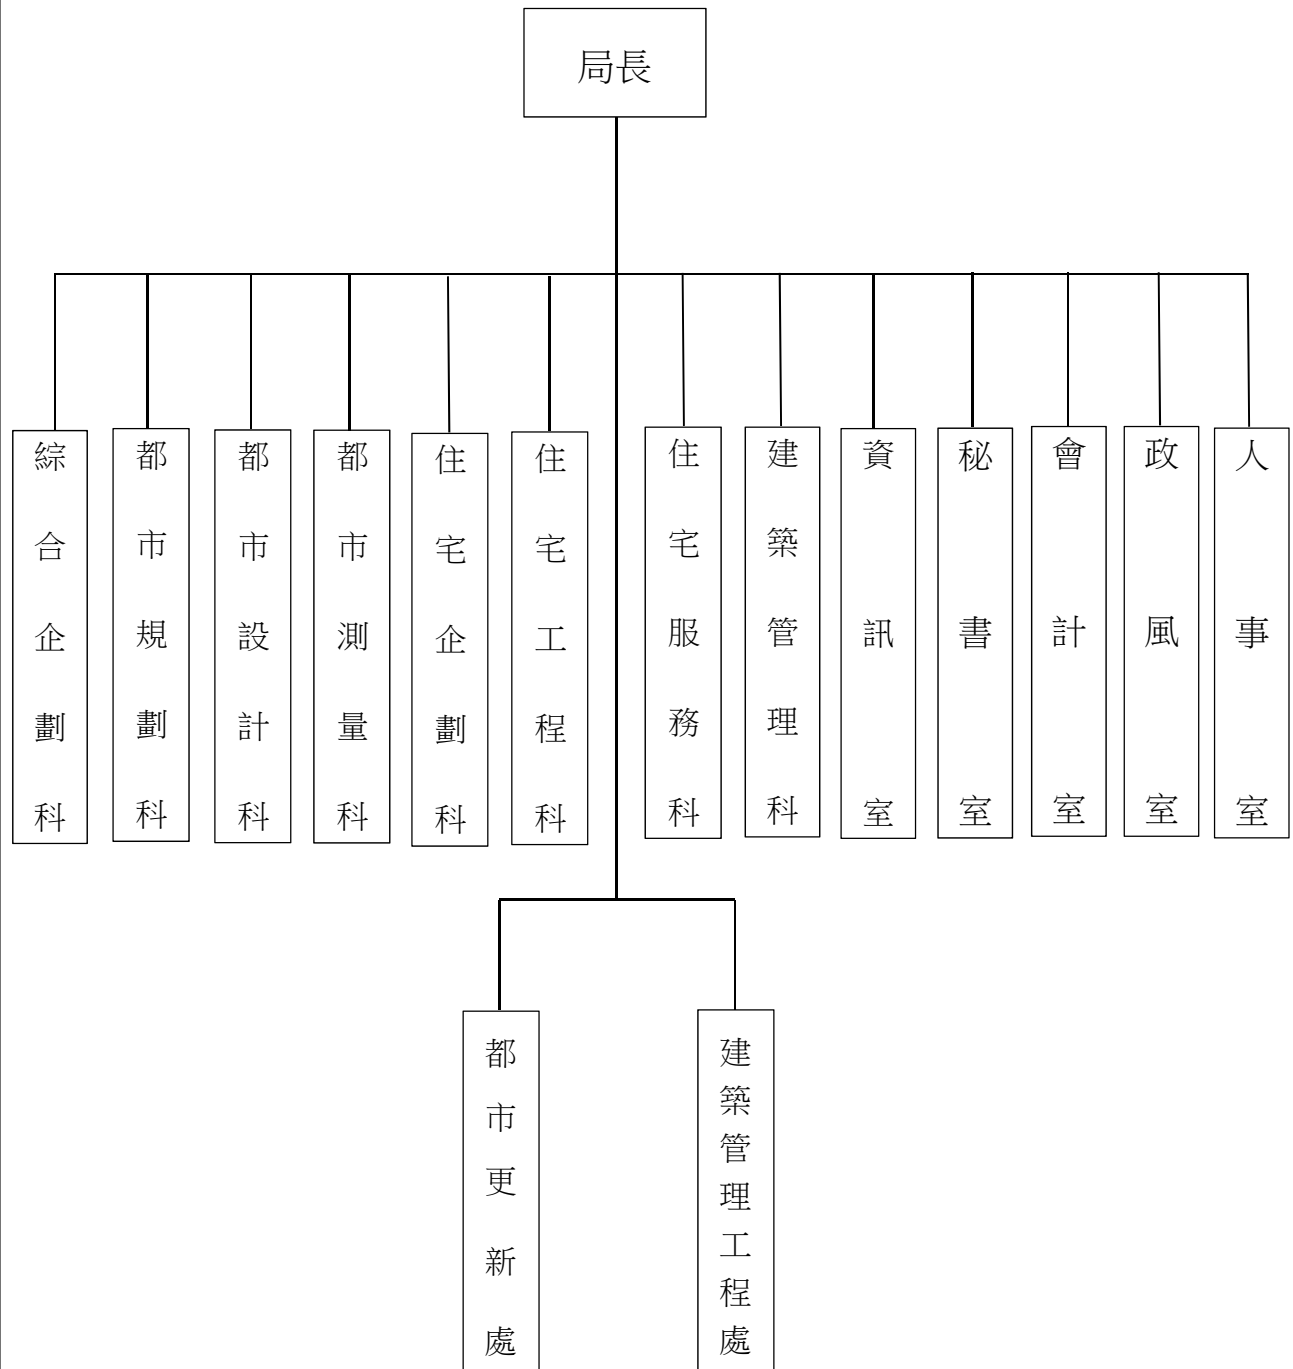 局長
綜合企劃科
都市規劃科
都市設計科
都市測量科
住宅企劃科
住宅工程科
住宅服務科
建築管理科
資訊室
秘書室
會計室
政風室
人事室
都市更新處
建築管理工程處